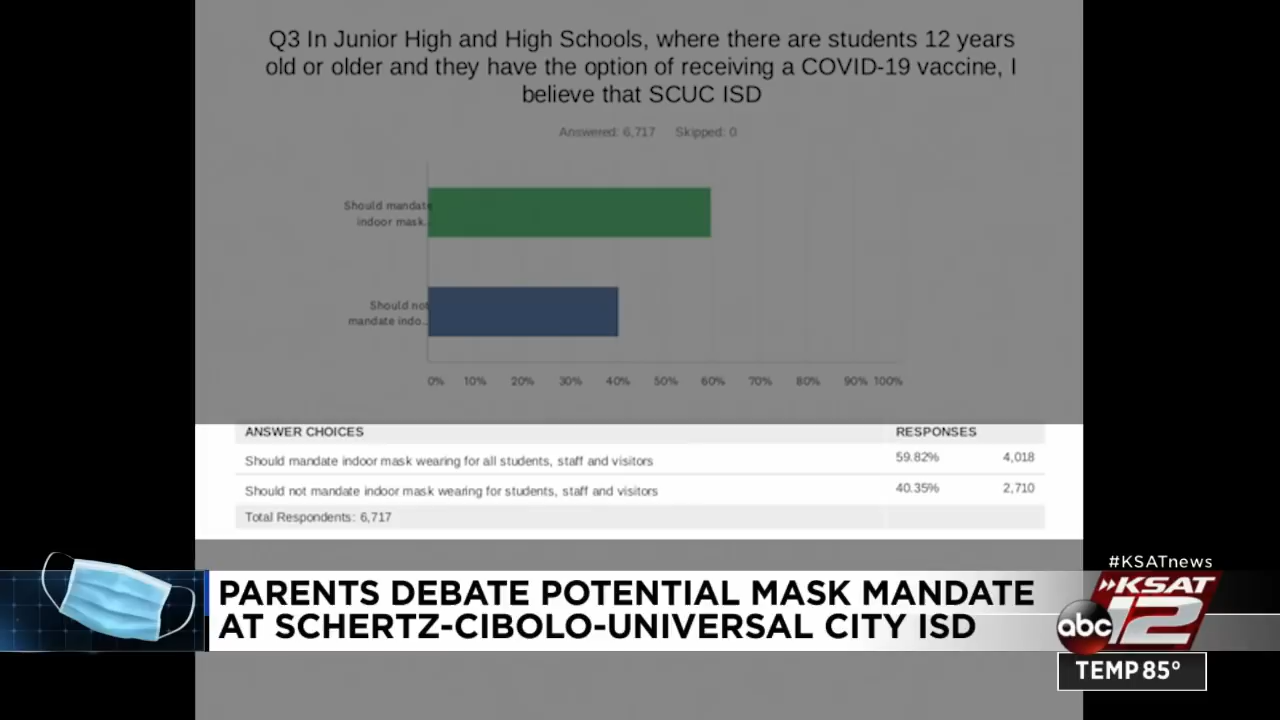 Q3 In Junior High and High Schools, where there are students 12 years
old or older and they have the option of receiving a COVID-19 vaccine, I
believe that SCUC ISD
Answered: 6,717 Skipped: 0
Should mandate
indoor mask..
Should not
mandate indo..
0% 10% 20% 30% 40% 50% 60% 70% 80% 90% 100%
ANSWER CHOICES RESPONSES
Should mandate indoor mask wearing for all students, staff and visitors 59.82% 4,018
Should not mandate indoor mask wearing for students, staff and visitors 40.35% 2,710
Total Respondents: 6,717
#KSATnews
PARENTS DEBATE POTENTIAL MASK MANDATE
AT SCHERTZ-CIBOLO-UNIVERSAL CITY ISD
KSAT
abc 12
TEMP 85°